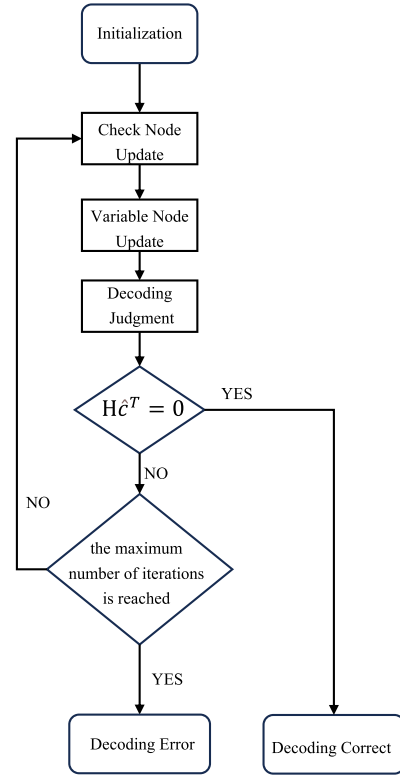 Initialization
Check Node
Update
Variable Node
Update
Decoding
Judgment
Hĉᵀ = 0
YES
NO
NO
the maximum
number of iterations
is reached
YES
Decoding Error
Decoding Correct